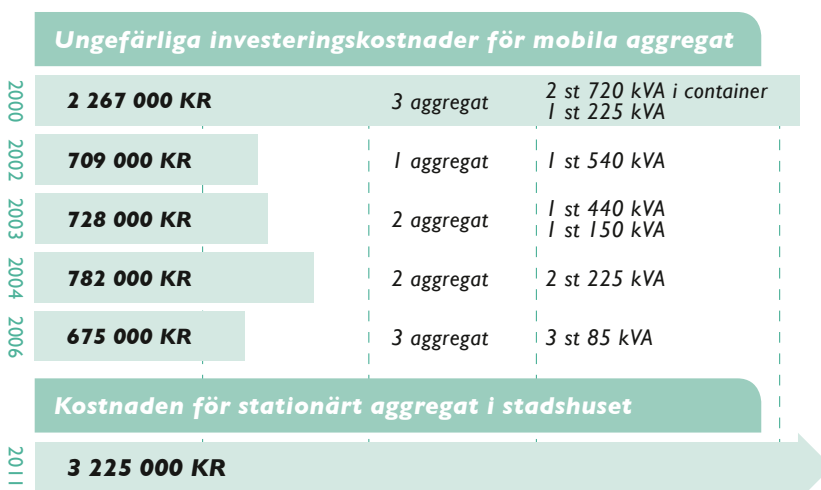 Ungefärliga investeringskostnader för mobila aggregat
2000 2 267 000 KR 3 aggregat 2 st 720 kVA i container
1 st 225 kVA
2002 709 000 KR 1 aggregat 1 st 540 kVA
2003 728 000 KR 2 aggregat 1 st 440 kVA
1 st 150 kVA
2004 782 000 KR 2 aggregat 2 st 225 kVA
2006 675 000 KR 3 aggregat 3 st 85 kVA
Kostnaden för stationärt aggregat i stadshuset
2011 3 225 000 KR